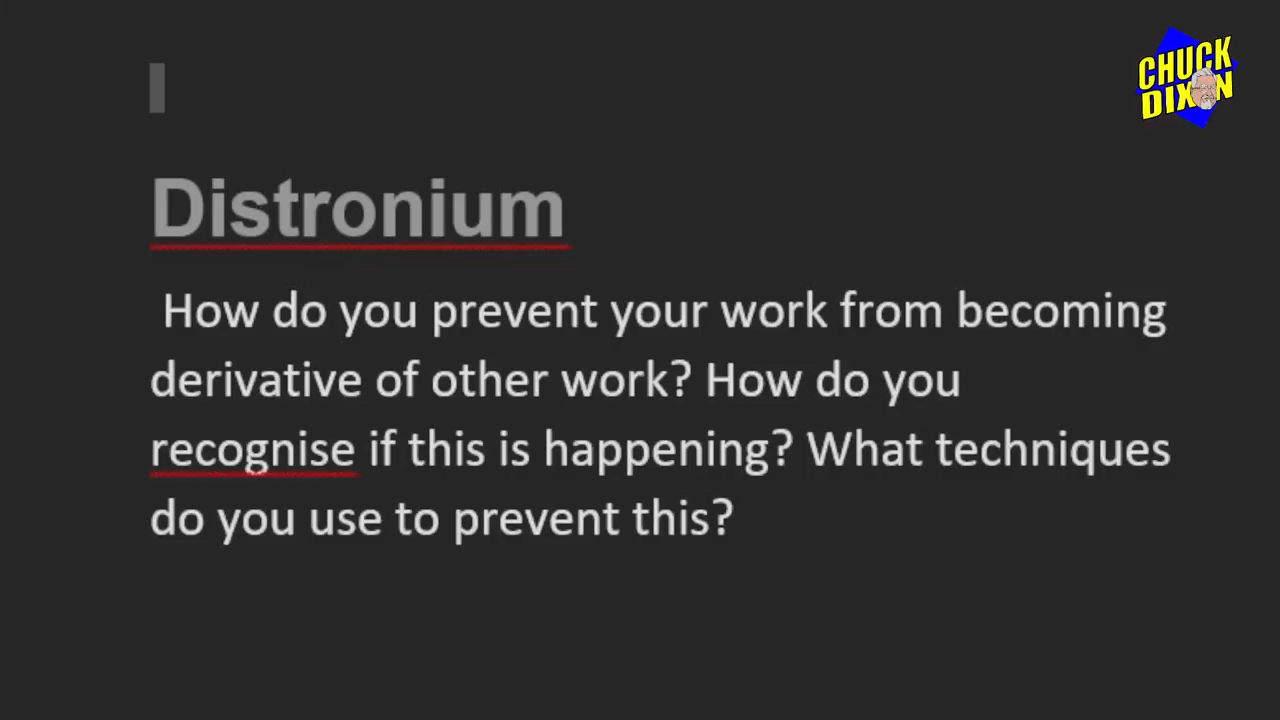 CHUCK
DIXON
Distronium
How do you prevent your work from becoming
derivative of other work? How do you
recognise if this is happening? What techniques
do you use to prevent this?